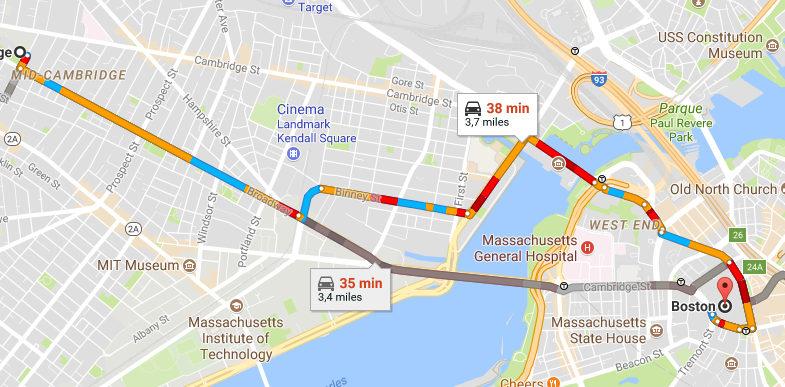 Target
USS Constitution
Museum
ge
MID-CAMBRIDGE
Cambridge St
Gore St
Cambridge St
Otis St
93
Prospect St
Hampshire St
Cinema
Landmark
Kendall Square
38 min
3,7 miles
1
Parque
Paul Revere
Park
2A
Green St
Prospect St
Broadway
Binney St
First St
Old North Church
Windsor St
Portland St
2A
WEST END
26
MIT Museum
Massachusetts
General Hospital
H
24A
35 min
3,4 miles
Cambridge St
Boston
Albany St
Massachusetts
Institute of
Technology
Massachusetts
State House
Tremont St
Beacon St
Cheers